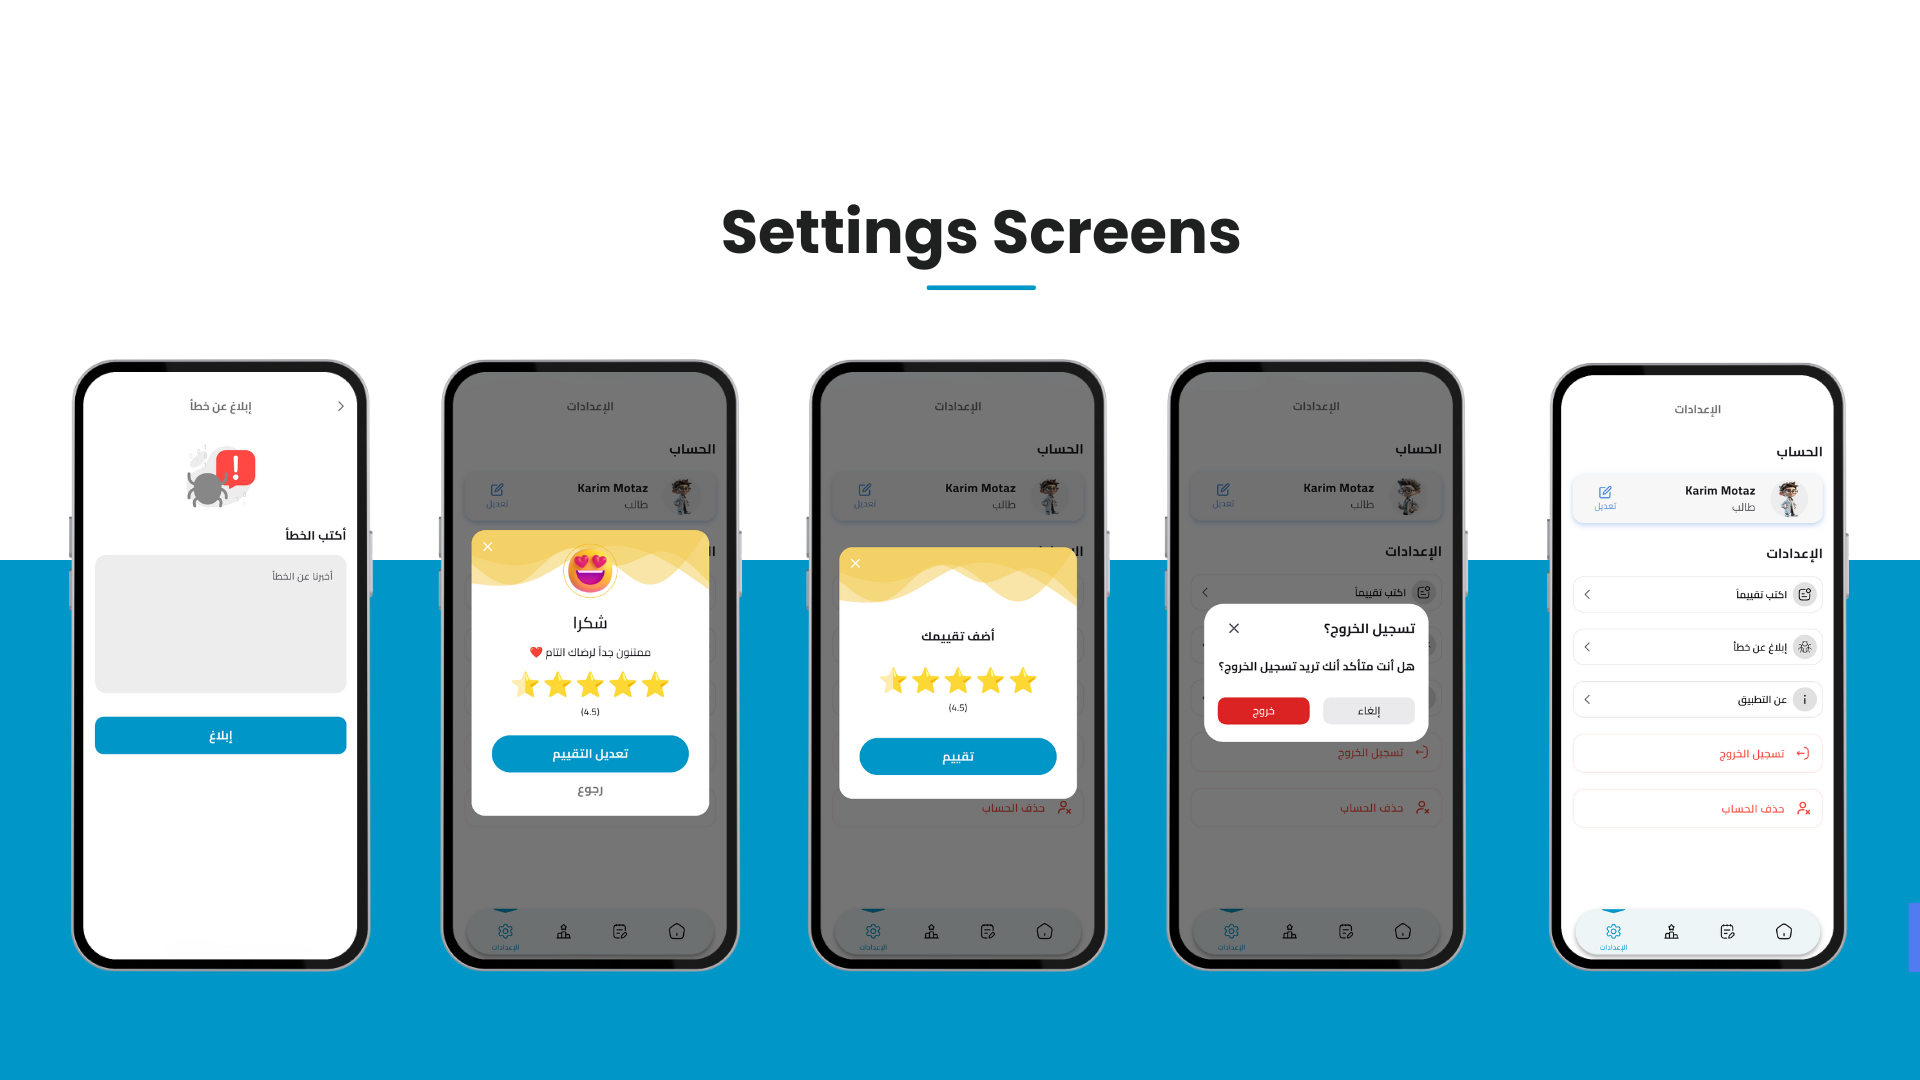 Settings Screens
إبلاغ عن خطأ
أكتب الخطأ
أخبرنا عن الخطأ
إبلاغ
الإعدادات
الحساب
Karim Motaz
طالب
تعديل
شكرا
ممتنون جداً لرضاك التام ❤️
(4.5)
تعديل التقييم
رجوع
الإعدادات
الإعدادات
الحساب
Karim Motaz
طالب
تعديل
أضف تقييمك
(4.5)
تقييم
حذف الحساب
الإعدادات
الإعدادات
الحساب
Karim Motaz
طالب
تعديل
الإعدادات
اكتب تقييماً
تسجيل الخروج؟
هل أنت متأكد أنك تريد تسجيل الخروج؟
إلغاء
خروج
تسجيل الخروج
حذف الحساب
الإعدادات
الإعدادات
الحساب
Karim Motaz
طالب
تعديل
الإعدادات
اكتب تقييماً
إبلاغ عن خطأ
عن التطبيق
تسجيل الخروج
حذف الحساب
الإعدادات